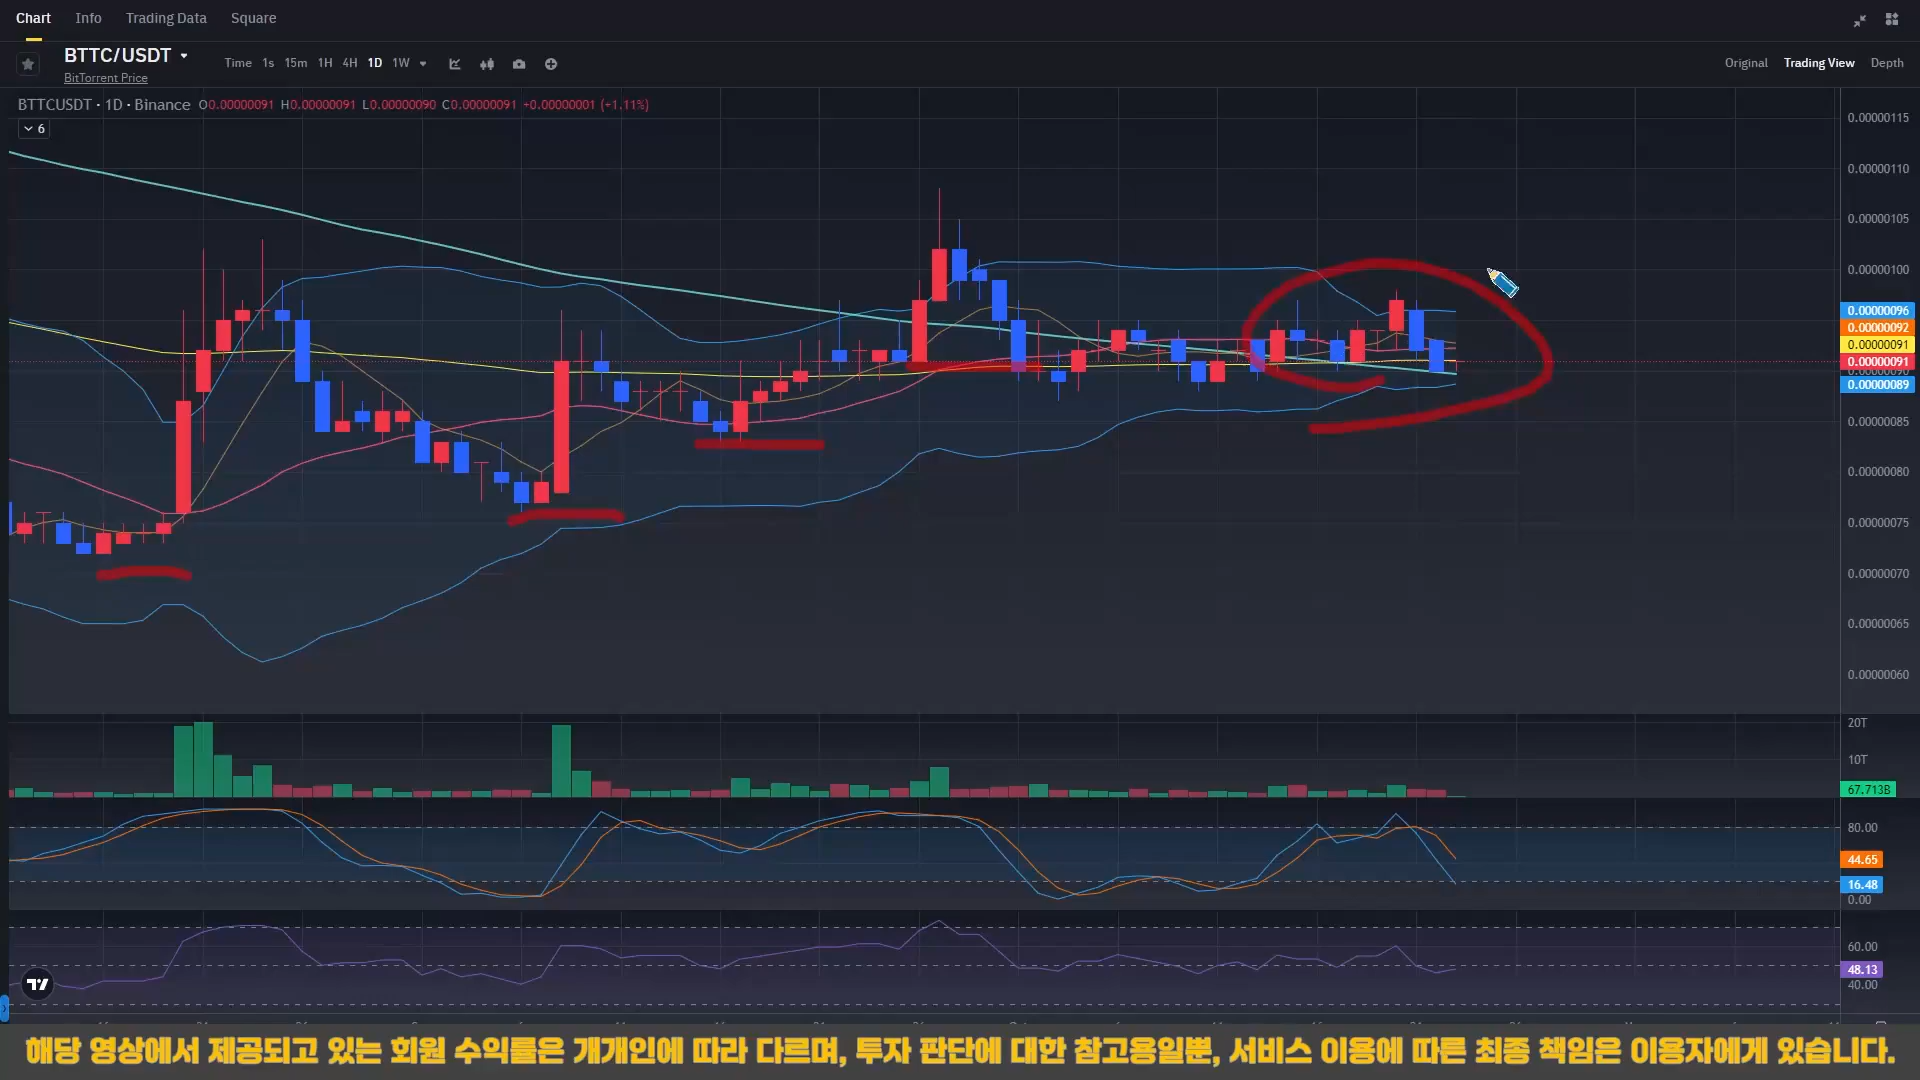 Chart Info Trading Data Square
BTTC/USDT
BitTorrent Price
Time 1s 15m 1H 4H 1D 1W
Original Trading View Depth
BTTCUSDT · 1D · Binance O0.00000091 H0.00000091 L0.00000090 C0.00000091 +0.00000001 (+1.11%)
6
0.00000115
0.00000110
0.00000105
0.00000100
0.00000096
0.00000092
0.00000091
0.00000091
0.00000090
0.00000089
0.00000085
0.00000080
0.00000075
0.00000070
0.00000065
0.00000060
20T
10T
67.713B
80.00
44.65
16.48
0.00
60.00
48.13
40.00
해당 영상에서 제공되고 있는 회원 수익률은 개개인에 따라 다르며, 투자 판단에 대한 참고용일뿐, 서비스 이용에 따른 최종 책임은 이용자에게 있습니다.